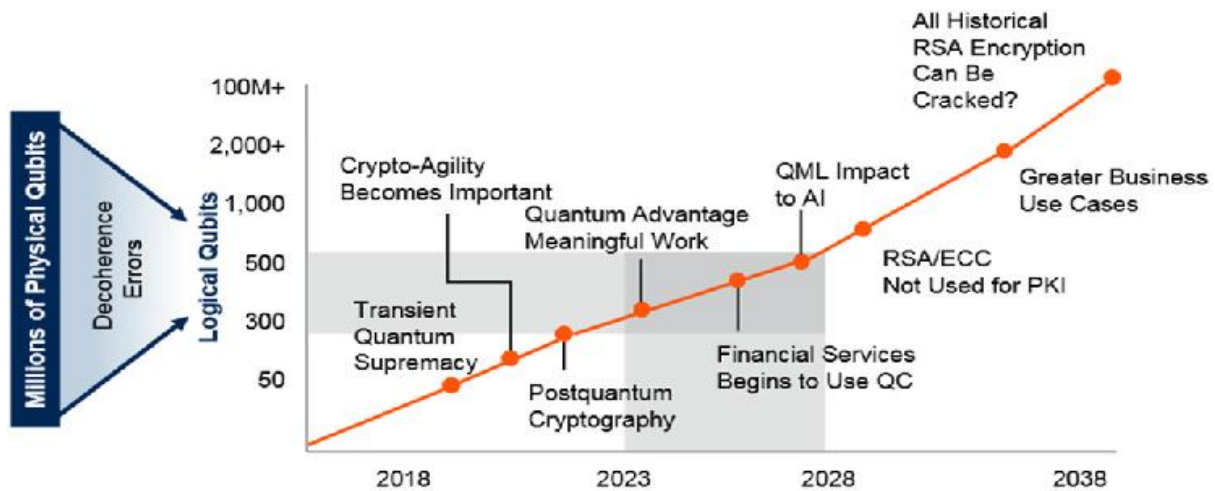 Millions of Physical Qubits
Decoherence
Errors
Logical Qubits
100M+
2,000+
1,000
500
300
50
Transient
Quantum
Supremacy
Crypto-Agility
Becomes Important
Postquantum
Cryptography
Quantum Advantage
Meaningful Work
Financial Services
Begins to Use QC
QML Impact
to AI
RSA/ECC
Not Used for PKI
Greater Business
Use Cases
All Historical
RSA Encryption
Can Be
Cracked?
2018
2023
2028
2038